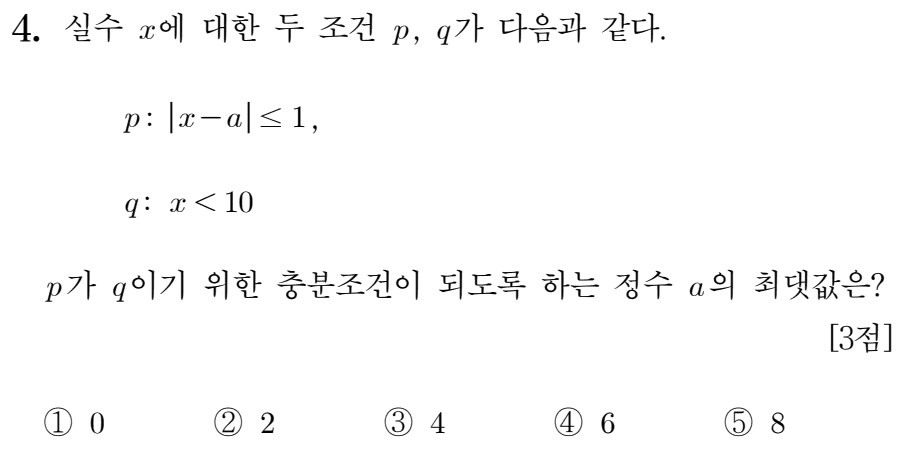 4. 실수 x에 대한 두 조건 p, q가 다음과 같다.
p: |x-a| ≤ 1,
q: x < 10
p가 q이기 위한 충분조건이 되도록 하는 정수 a의 최댓값은?
[3점]
① 0 ② 2 ③ 4 ④ 6 ⑤ 8